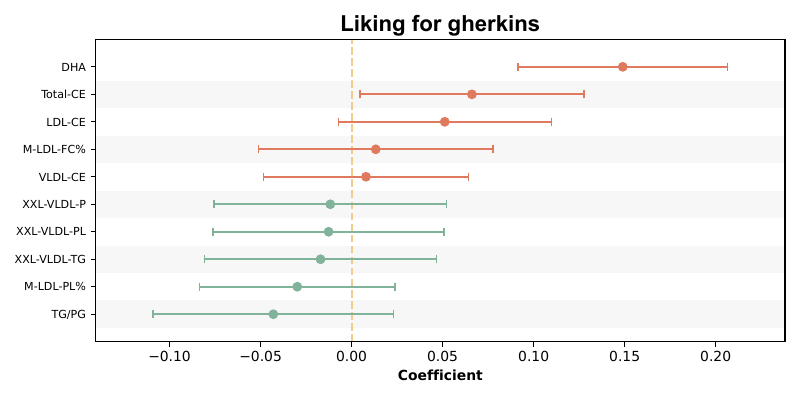 Liking for gherkins
DHA
Total-CE
LDL-CE
M-LDL-FC%
VLDL-CE
XXL-VLDL-P
XXL-VLDL-PL
XXL-VLDL-TG
M-LDL-PL%
TG/PG
−0.10 −0.05 0.00 0.05 0.10 0.15 0.20
Coefficient